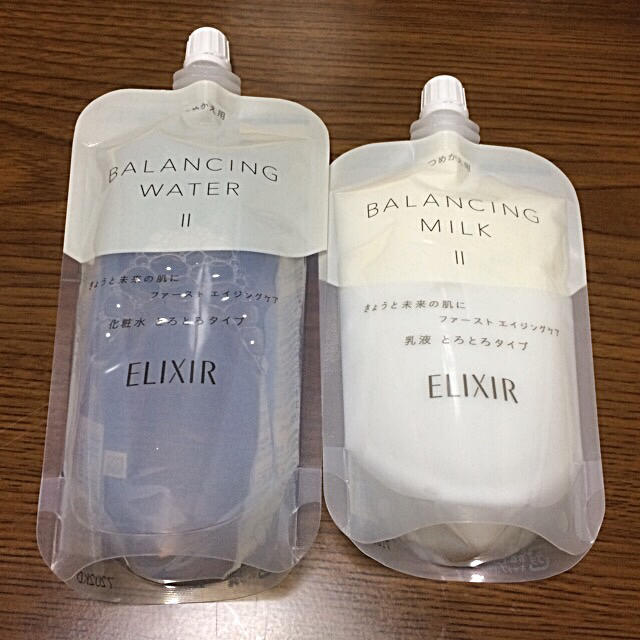 つめかえ用
BALANCING
WATER
II
きょうと未来の肌に
ファースト エイジングケア
化粧水 とろとろタイプ
ELIXIR
7202KD
つめかえ用
BALANCING
MILK
II
きょうと未来の肌に
ファースト エイジングケア
乳液 とろとろタイプ
ELIXIR